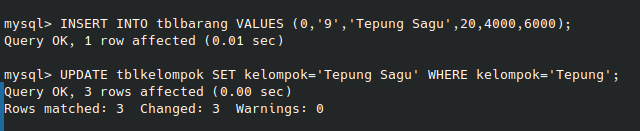 mysql> INSERT INTO tblbarang VALUES (0,'9','Tepung Sagu',20,4000,6000);
Query OK, 1 row affected (0.01 sec)
mysql> UPDATE tblkelompok SET kelompok='Tepung Sagu' WHERE kelompok='Tepung';
Query OK, 3 rows affected (0.00 sec)
Rows matched: 3  Changed: 3  Warnings: 0